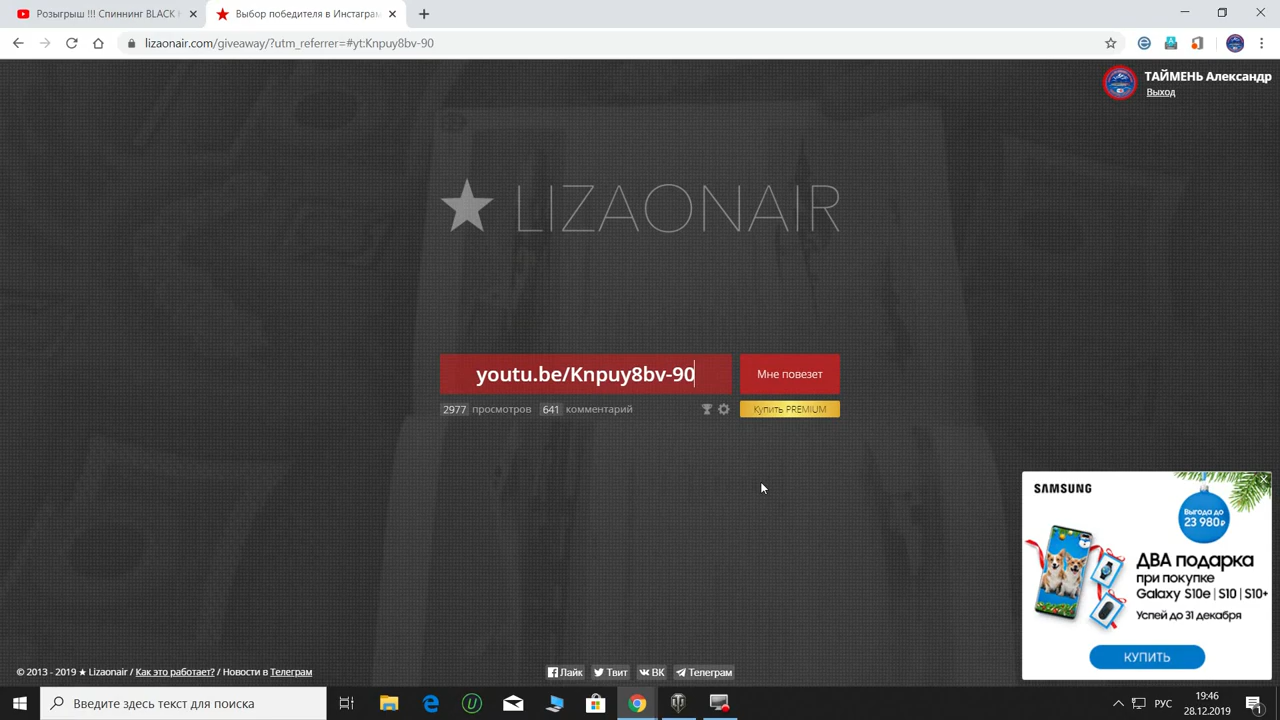 Розыгрыш !!! Спиннинг BLACK
Выбор победителя в Инстаграм
lizaonair.com/giveaway/?utm_referrer=#yt:Knpuy8bv-90
ТАЙМЕНЬ Александр
Выход
★ LIZAONAIR
youtu.be/Knpuy8bv-90
Мне повезет
2977 просмотров 641 комментарий
Купить PREMIUM
SAMSUNG
Выгода до
23 980₽
ДВА подарка
при покупке
Galaxy S10e | S10 | S10+
Успей до 31 декабря
КУПИТЬ
© 2013 - 2019 ★ Lizaonair / Как это работает? / Новости в Телеграм
Лайк Твит ВК Телеграм
Введите здесь текст для поиска
РУС
19:46
28.12.2019
1